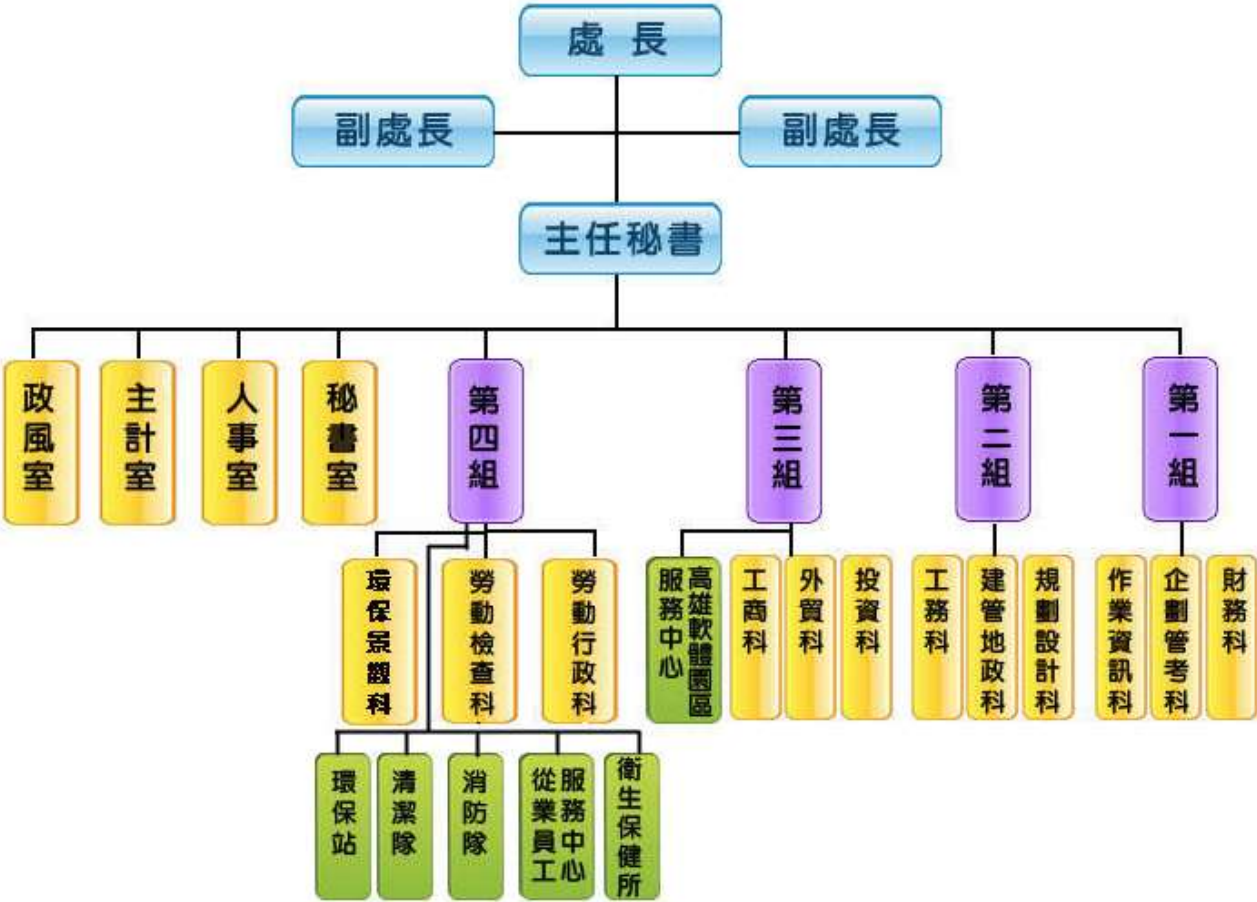 處 長
副處長
副處長
主任秘書
政風室
主計室
人事室
秘書室
第四組
第三組
第二組
第一組
環保景觀科
勞動檢查科
勞動行政科
高雄軟體園區
服務中心
工商科
外貿科
投資科
工務科
建管地政科
規劃設計科
作業資訊科
企劃管考科
財務科
環保站
清潔隊
消防隊
從業員工
服務中心
衛生保健所